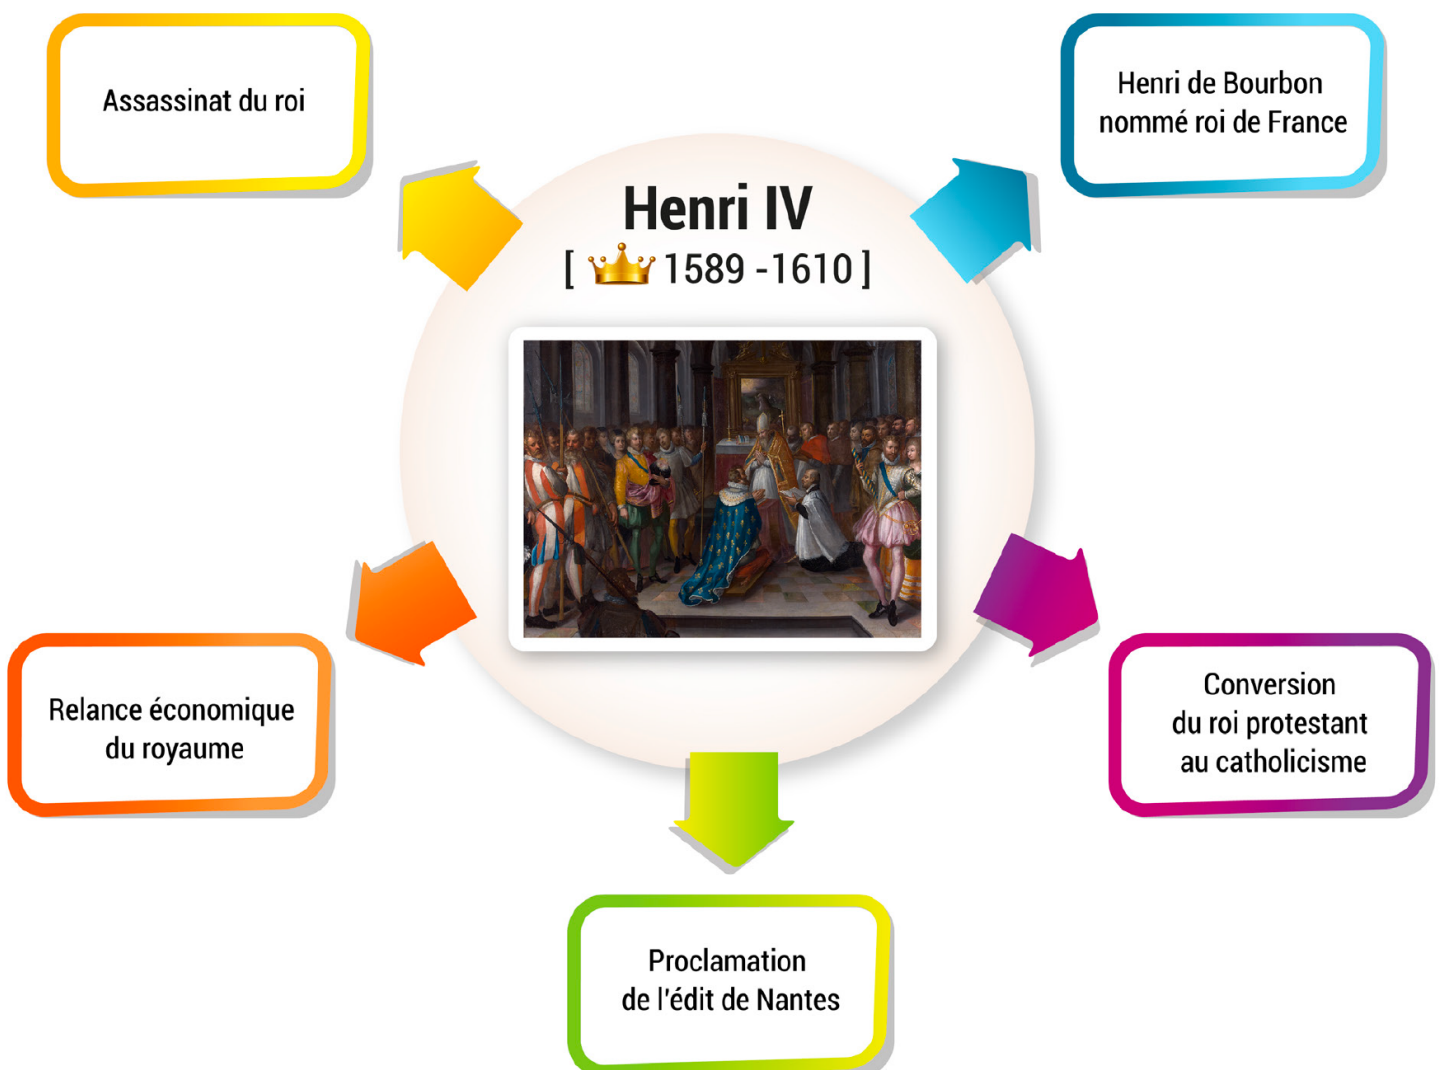 Henri IV
[ 1589 -1610 ]
Henri de Bourbon
nommé roi de France
Conversion
du roi protestant
au catholicisme
Proclamation
de l'édit de Nantes
Relance économique
du royaume
Assassinat du roi